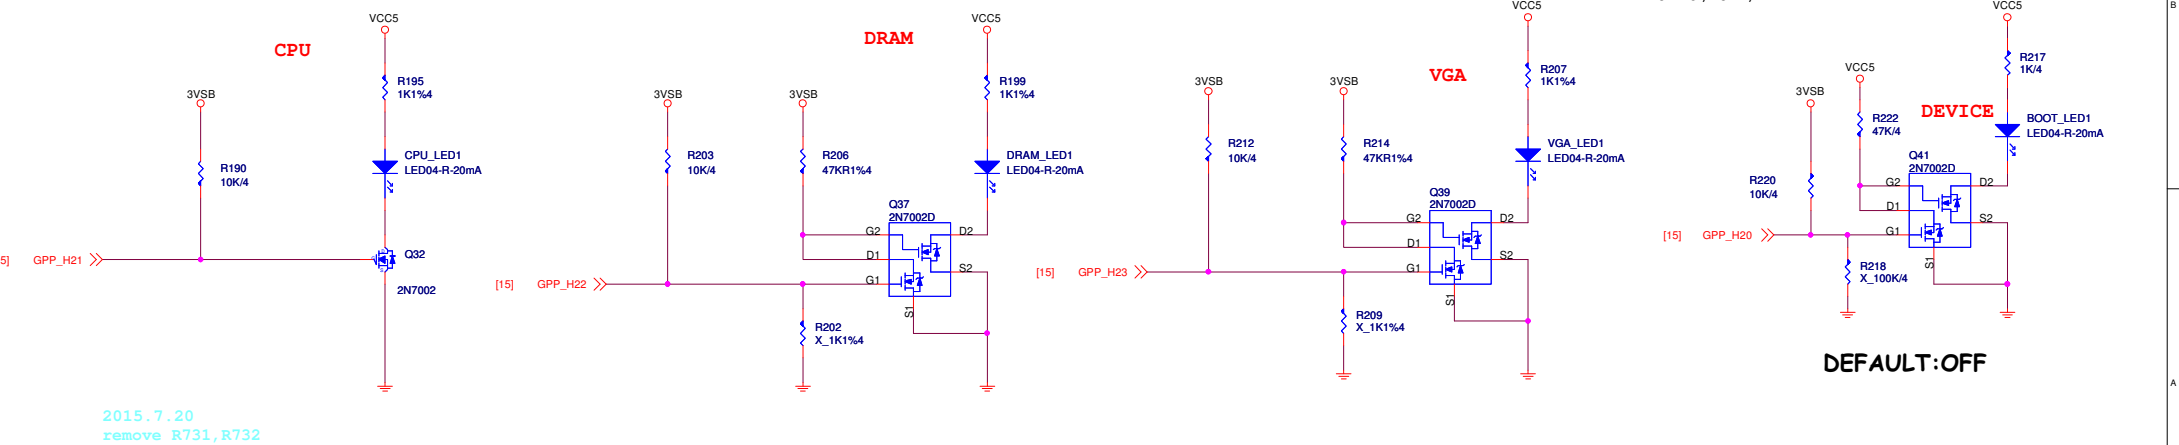 CPU
VCC5
R195
1K1%4
3VSB
R190
10K/4
CPU_LED1
LED04-R-20mA
5]
GPP_H21
Q32
2N7002
2015.7.20
remove R731,R732
DRAM
VCC5
R199
1K1%4
3VSB
3VSB
R203
10K/4
R206
47KR1%4
DRAM_LED1
LED04-R-20mA
Q37
2N7002D
G2
D2
D1
S2
[15]
GPP_H22
G1
S1
R202
X_1K1%4
VGA
VCC5
R207
1K1%4
3VSB
3VSB
R212
10K/4
R214
47KR1%4
VGA_LED1
LED04-R-20mA
Q39
2N7002D
G2
D2
D1
S2
[15]
GPP_H23
G1
S1
R209
X_1K1%4
DEVICE
VCC5
R217
1K/4
VCC5
3VSB
R222
47K/4
BOOT_LED1
LED04-R-20mA
Q41
2N7002D
R220
10K/4
G2
D2
D1
S2
[15]
GPP_H20
G1
S1
R218
X_100K/4
DEFAULT:OFF
B
A